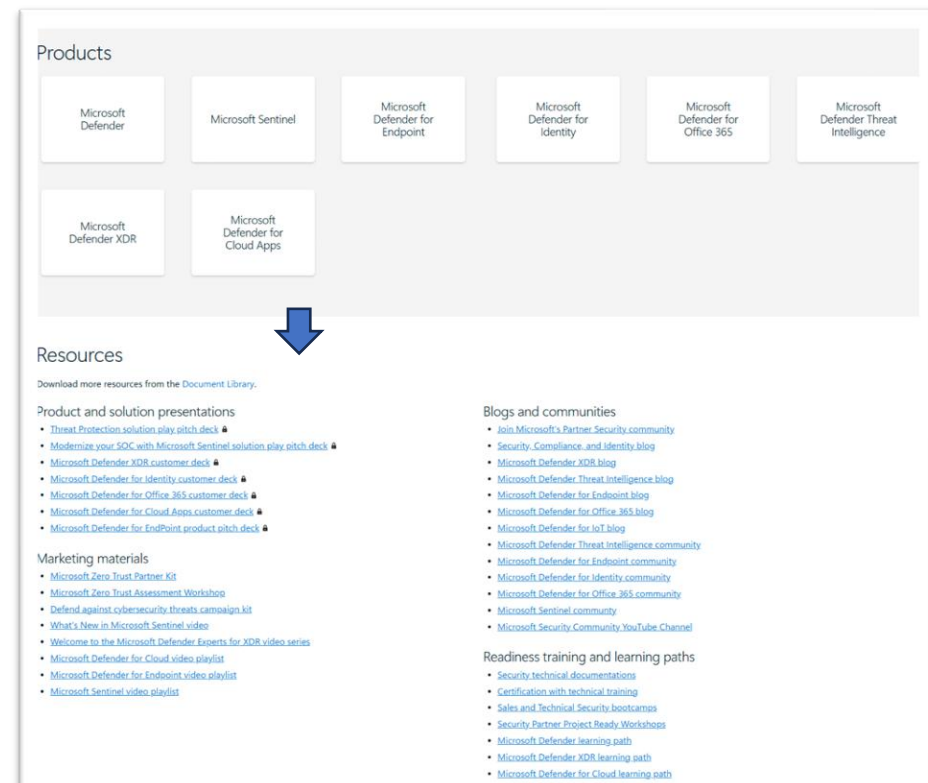 Products
Microsoft
Defender
Microsoft Sentinel
Microsoft
Defender for
Endpoint
Microsoft
Defender for
Identity
Microsoft
Defender for
Office 365
Microsoft
Defender Threat
Intelligence
Microsoft
Defender XDR
Microsoft
Defender for
Cloud Apps
Resources
Download more resources from the Document Library.
Product and solution presentations
• Threat Protection solution play pitch deck
• Modernize your SOC with Microsoft Sentinel solution play pitch deck
• Microsoft Defender XDR customer deck
• Microsoft Defender for Identity customer deck
• Microsoft Defender for Office 365 customer deck
• Microsoft Defender for Cloud Apps customer deck
• Microsoft Defender for EndPoint product pitch deck
Marketing materials
• Microsoft Zero Trust Partner Kit
• Microsoft Zero Trust Assessment Workshop
• Defend against cybersecurity threats campaign kit
• What's New in Microsoft Sentinel video
• Welcome to the Microsoft Defender Experts for XDR video series
• Microsoft Defender for Cloud video playlist
• Microsoft Defender for Endpoint video playlist
• Microsoft Sentinel video playlist
Blogs and communities
• Join Microsoft's Partner Security community
• Security, Compliance, and Identity blog
• Microsoft Defender XDR blog
• Microsoft Defender Threat Intelligence blog
• Microsoft Defender for Endpoint blog
• Microsoft Defender for Office 365 blog
• Microsoft Defender for IoT blog
• Microsoft Defender Threat Intelligence community
• Microsoft Defender for Endpoint community
• Microsoft Defender for Identity community
• Microsoft Defender for Office 365 community
• Microsoft Sentinel communty
• Microsoft Security Community YouTube Channel
Readiness training and learning paths
• Security technical documentations
• Certification with technical training
• Sales and Technical Security bootcamps
• Security Partner Project Ready Workshops
• Microsoft Defender learning path
• Microsoft Defender XDR learning path
• Microsoft Defender for Cloud learning path